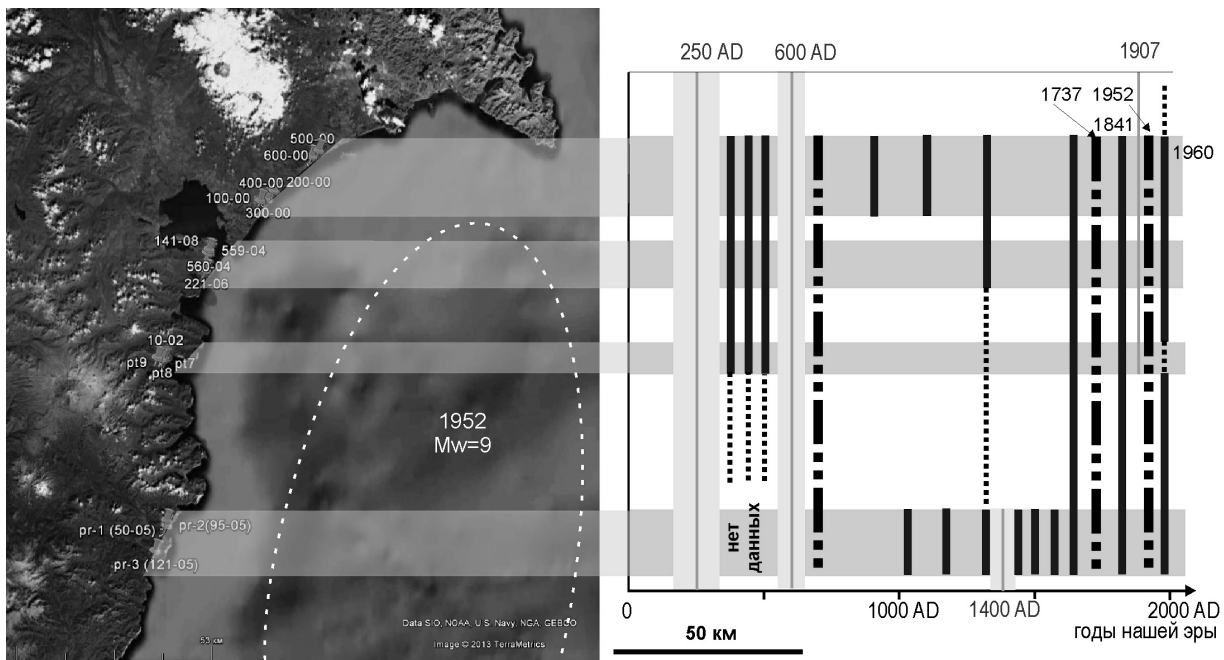 500-00
600-00
400-00 200-00
100-00
300-00
141-08
559-04
560-04
221-06
10-02
pt9 pt7
pt8
1952
Mw=9
pr-1 (50-05) pr-2(95-05)
pr-3 (121-05)
Data SIO, NOAA, U.S. Navy, NGA, GEBCO
Image © 2013 TerraMetrics
53 км
250 AD 600 AD 1907
1737 1952
1841
1960
нет
данных
0 1000 AD 1400 AD 2000 AD
годы нашей эры
50 км